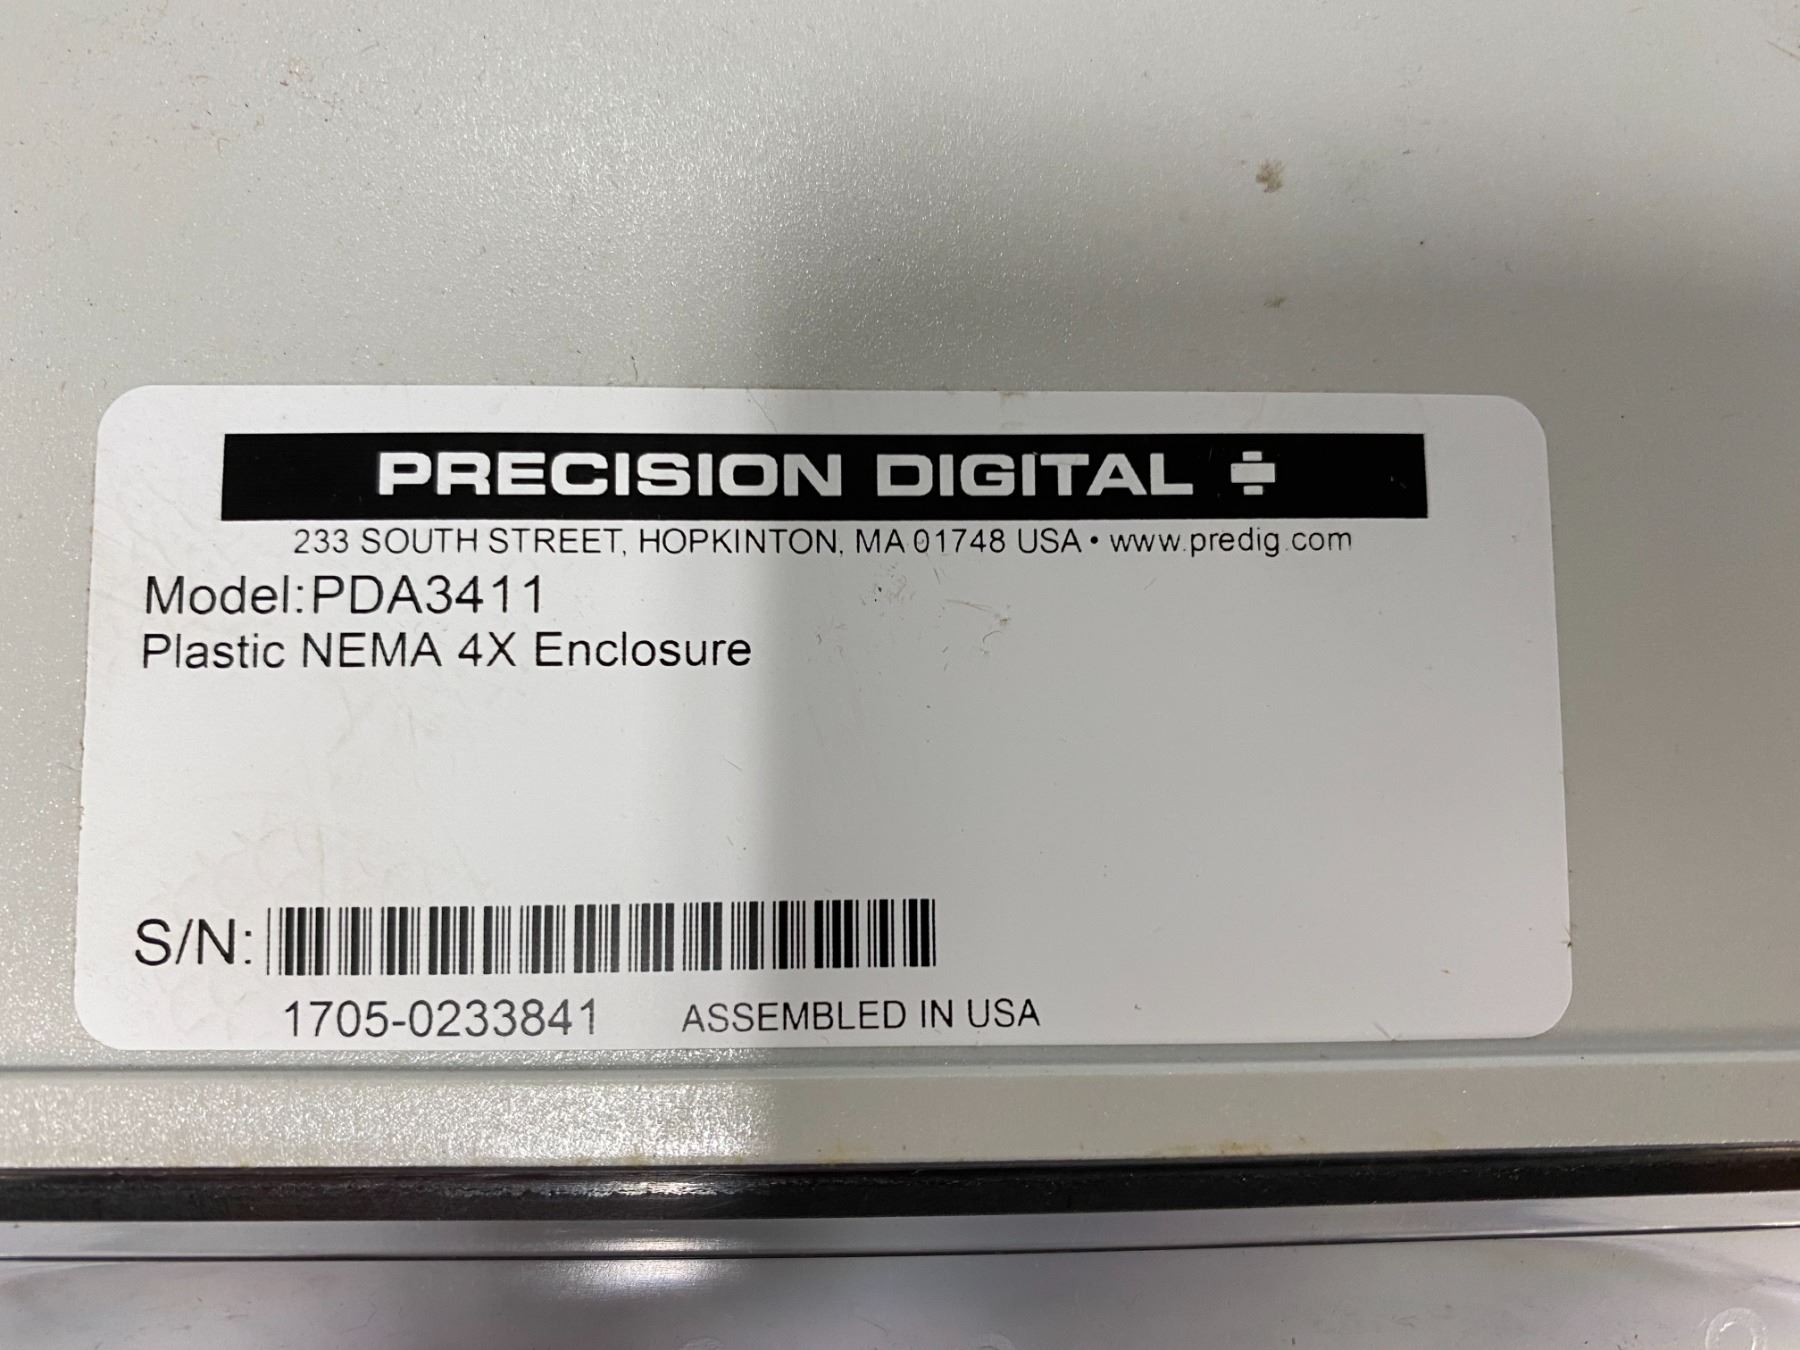 PRECISION DIGITAL
233 SOUTH STREET, HOPKINTON, MA 01748 USA • www.predig.com
Model:PDA3411
Plastic NEMA 4X Enclosure
S/N:
1705-0233841 ASSEMBLED IN USA